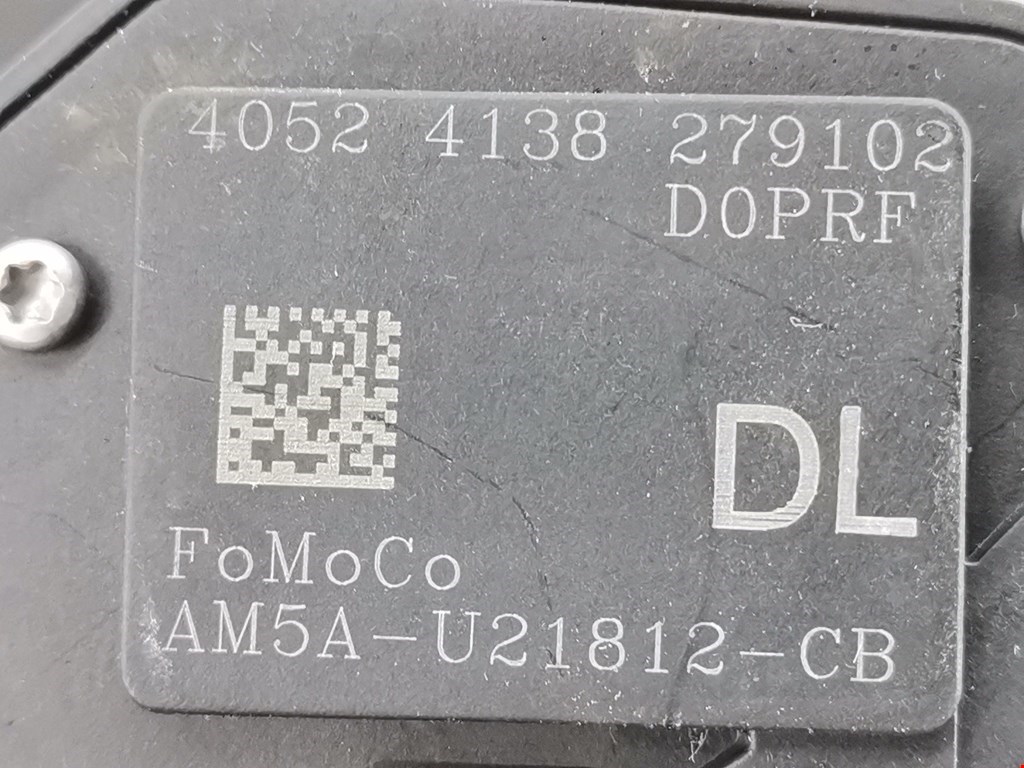 4052 4138 279102
D0PRF
DL
FoMoCo
AM5A-U21812-CB